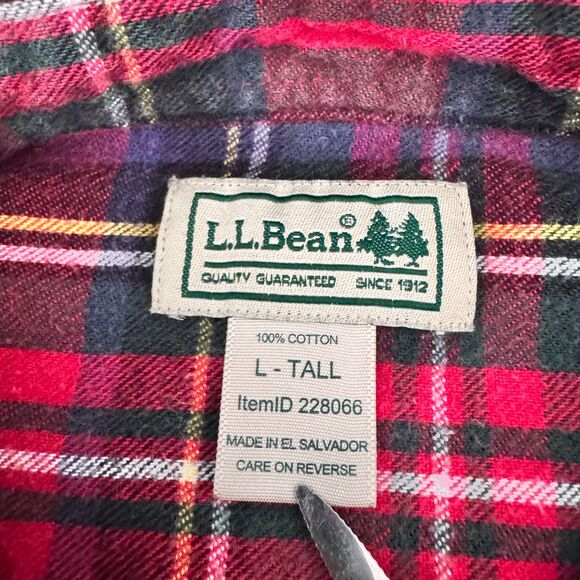 L.L.Bean®
QUALITY GUARANTEED SINCE 1912
100% COTTON
L - TALL
ItemID 228066
MADE IN EL SALVADOR
CARE ON REVERSE